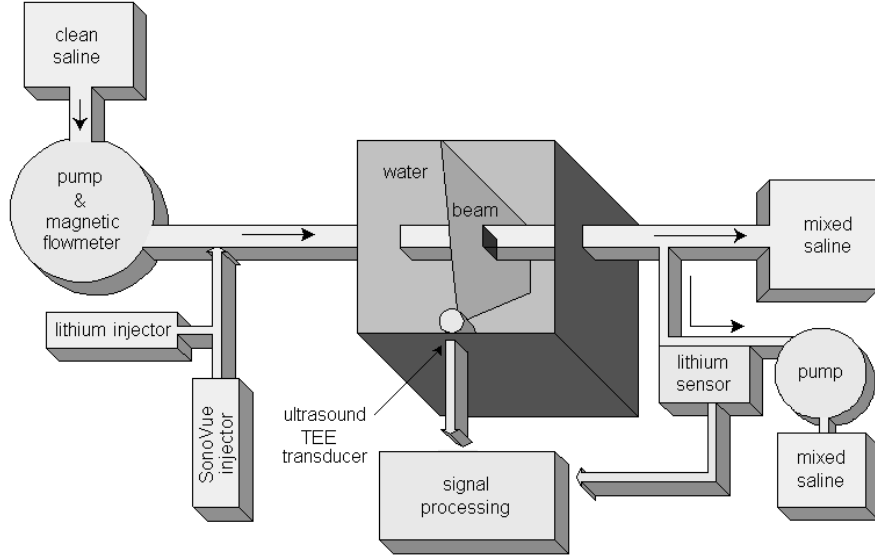 clean
saline
pump
&
magnetic
flowmeter
water
beam
mixed
saline
lithium injector
SonoVue
injector
ultrasound
TEE
transducer
lithium
sensor
pump
signal
processing
mixed
saline